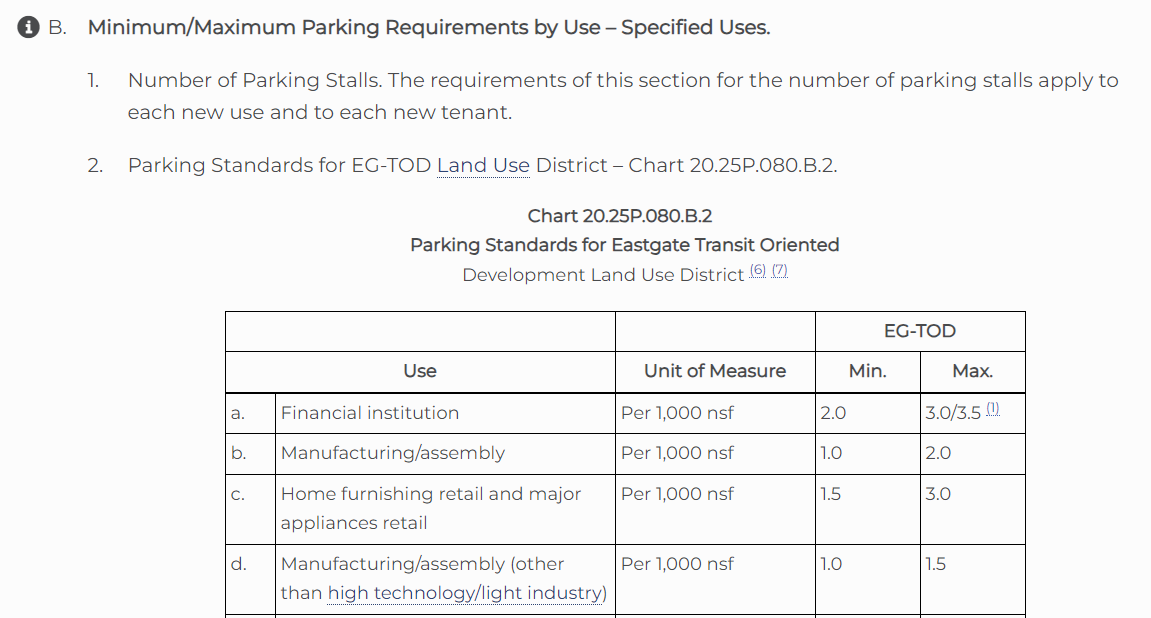 B. Minimum/Maximum Parking Requirements by Use – Specified Uses.
1. Number of Parking Stalls. The requirements of this section for the number of parking stalls apply to
each new use and to each new tenant.
2. Parking Standards for EG-TOD Land Use District – Chart 20.25P.080.B.2.
Chart 20.25P.080.B.2
Parking Standards for Eastgate Transit Oriented
Development Land Use District (6) (7)
EG-TOD
Use Unit of Measure Min. Max.
a. Financial institution Per 1,000 nsf 2.0 3.0/3.5 (1)
b. Manufacturing/assembly Per 1,000 nsf 1.0 2.0
c. Home furnishing retail and major Per 1,000 nsf 1.5 3.0
appliances retail
d. Manufacturing/assembly (other Per 1,000 nsf 1.0 1.5
than high technology/light industry)